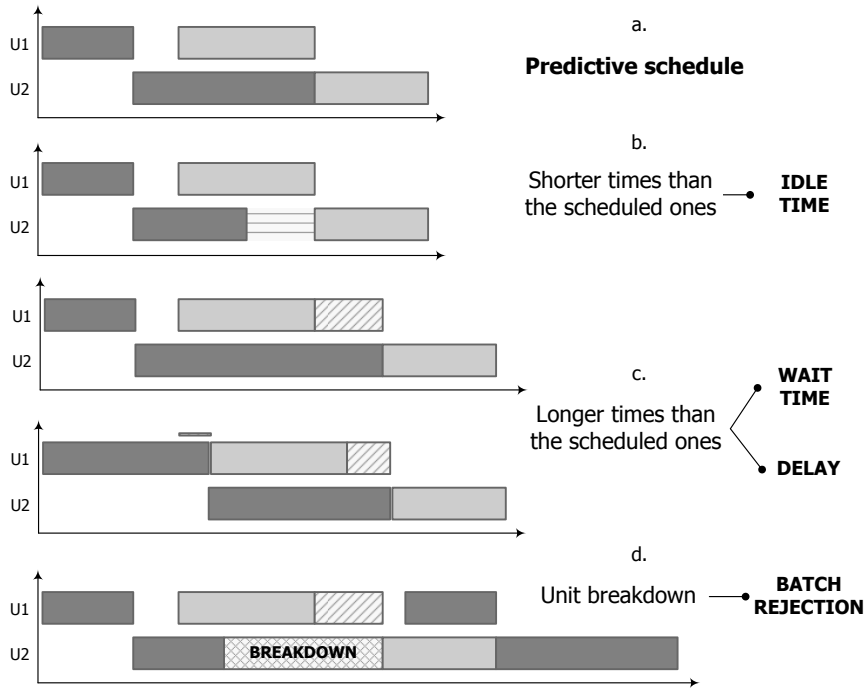 U1
U2
a.
Predictive schedule
U1
U2
b.
Shorter times than
the scheduled ones
IDLE
TIME
U1
U2
U1
U2
c.
Longer times than
the scheduled ones
WAIT
TIME
DELAY
U1
U2
BREAKDOWN
d.
Unit breakdown
BATCH
REJECTION